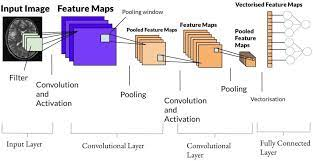 Input Image
Feature Maps
Pooling window
Pooled Feature Maps
Feature Maps
Pooled
Feature
Maps
Vectorised Feature Maps
Filter
Convolution
and
Activation
Pooling
Convolution
and
Activation
Pooling
Vectorisation
Input Layer
Convolutional Layer
Convolutional
Layer
Fully Connected
Layer